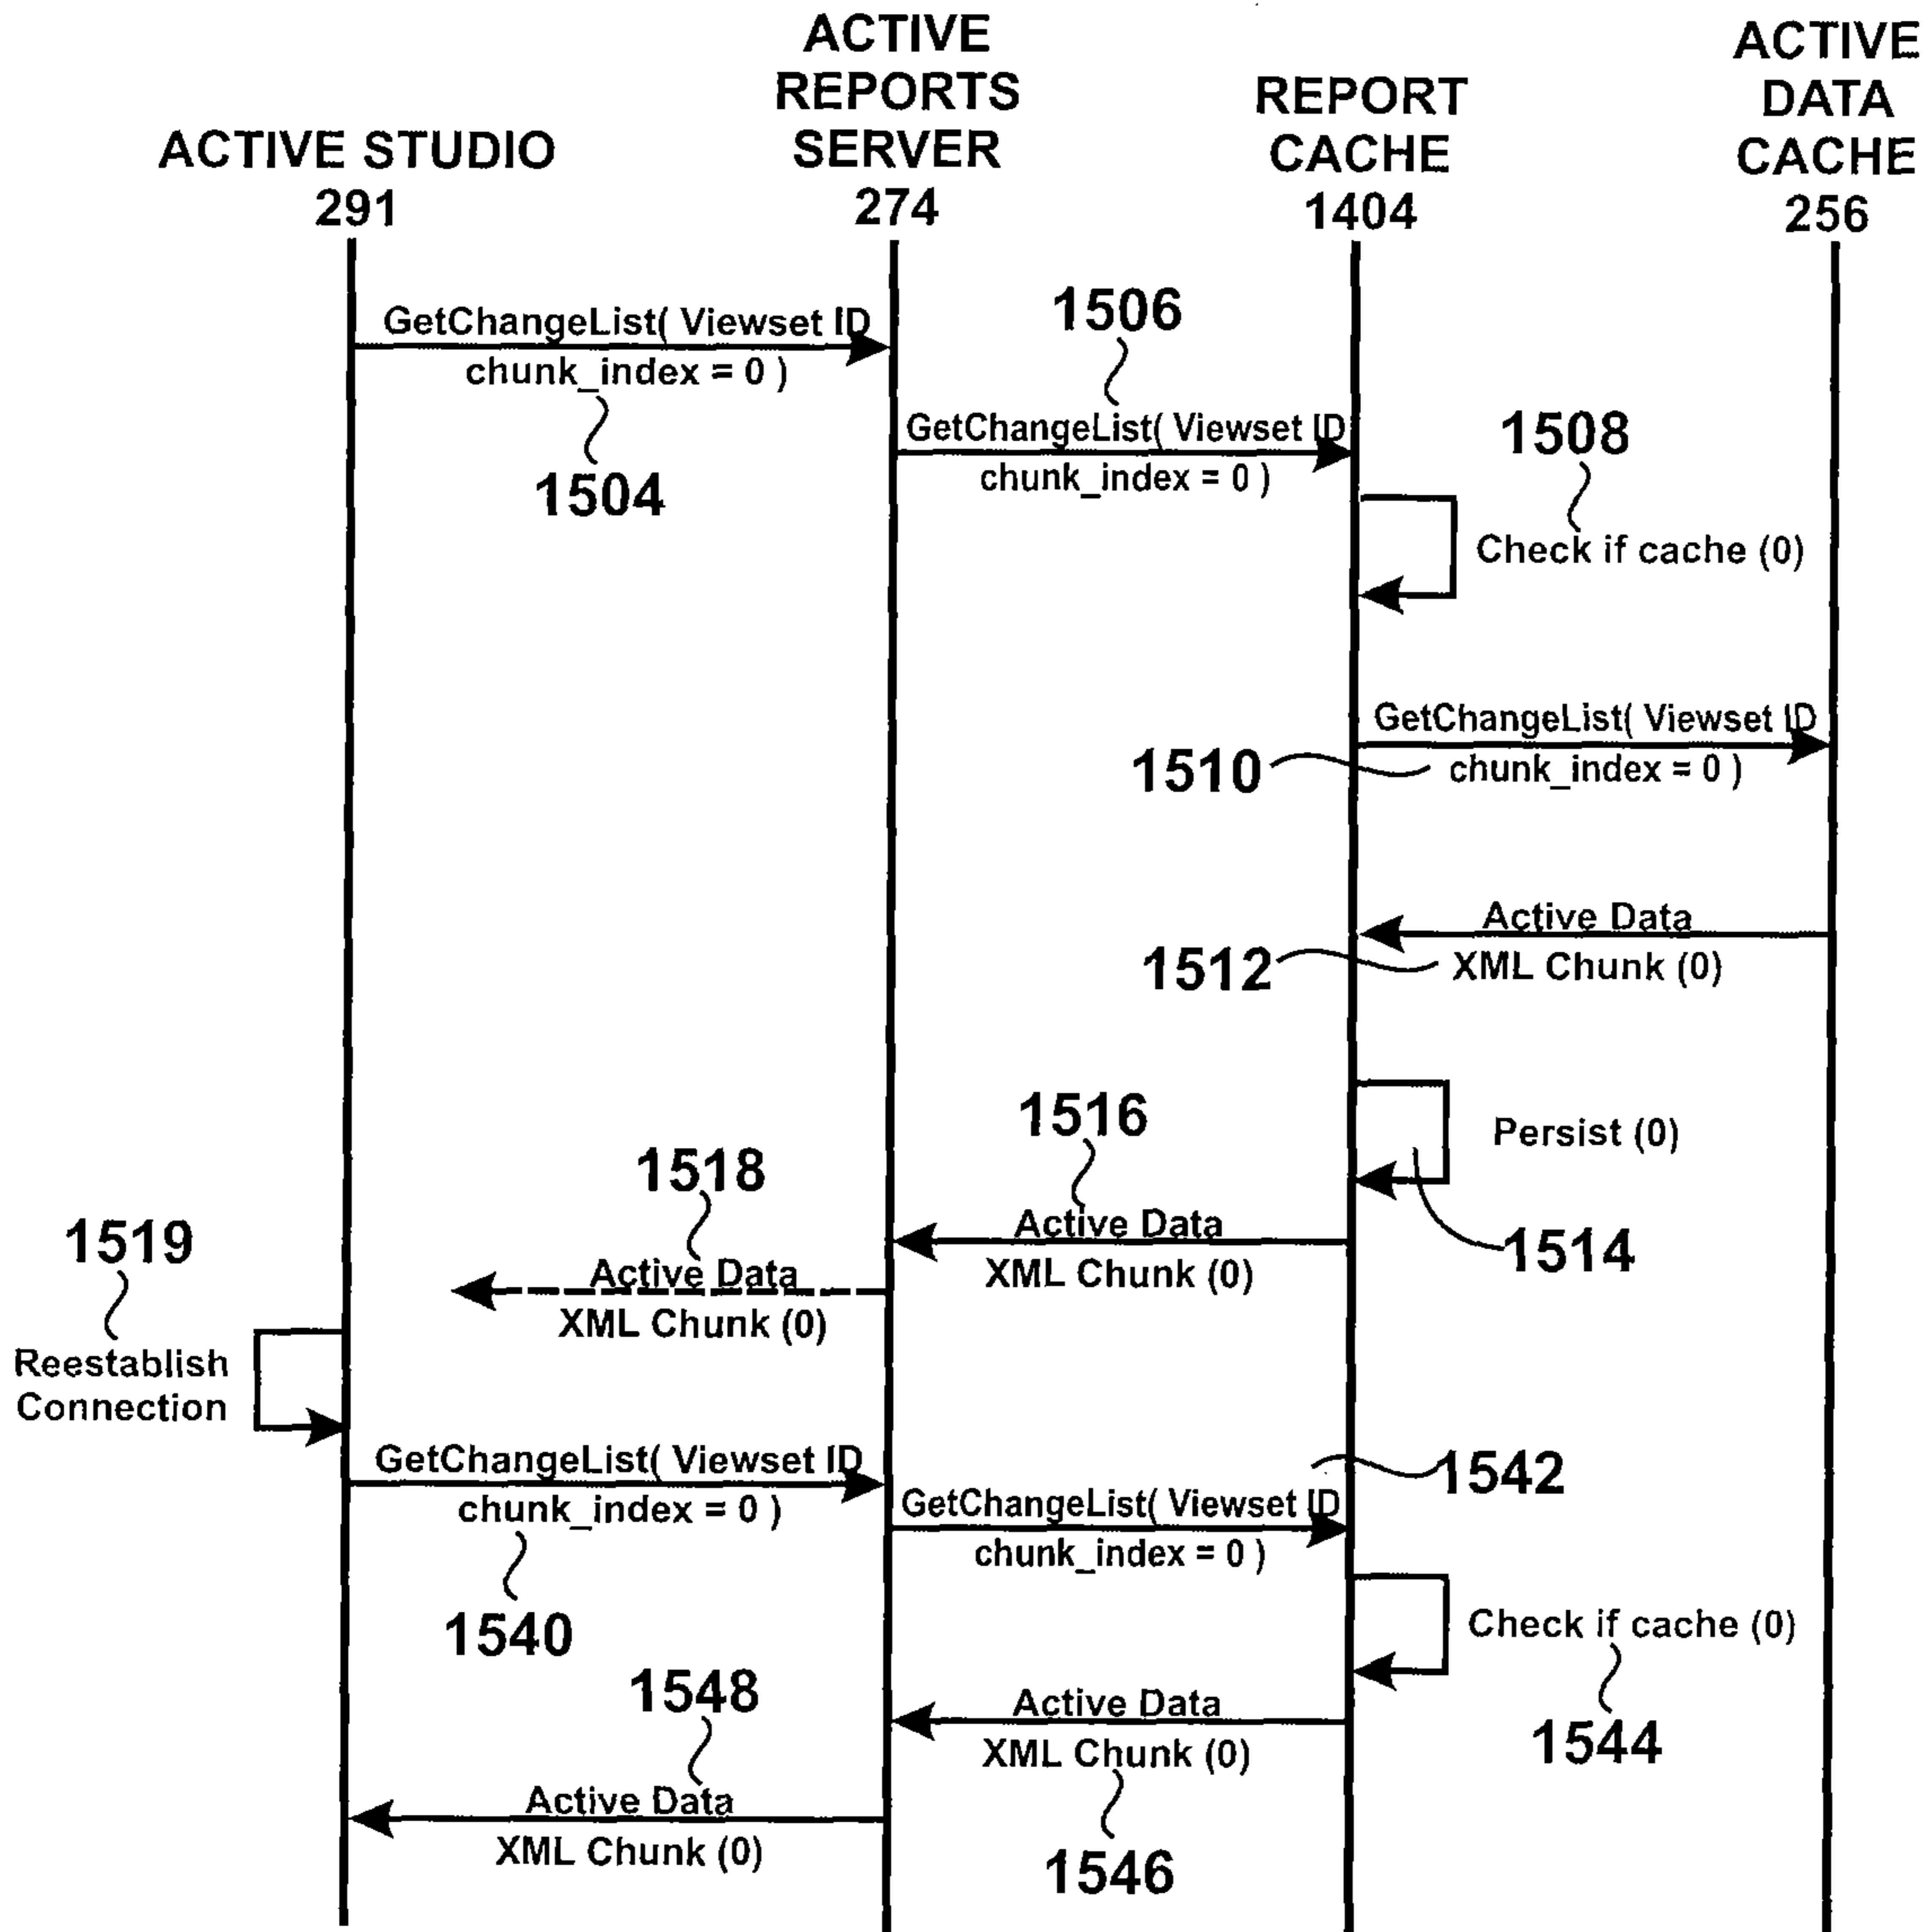 ACTIVE STUDIO
291
ACTIVE
REPORTS
SERVER
274
REPORT
CACHE
1404
ACTIVE
DATA
CACHE
256
GetChangeList( Viewset ID
chunk_index = 0 )
1504
1506
GetChangeList( Viewset ID
chunk_index = 0 )
1508
Check if cache (0)
GetChangeList( Viewset ID
1510
chunk_index = 0 )
Active Data
1512
XML Chunk (0)
Persist (0)
1514
1516
Active Data
XML Chunk (0)
1518
Active Data
XML Chunk (0)
1519
Reestablish
Connection
GetChangeList( Viewset ID
chunk_index = 0 )
1540
1542
GetChangeList( Viewset ID
chunk_index = 0 )
Check if cache (0)
1544
Active Data
XML Chunk (0)
1546
1548
Active Data
XML Chunk (0)